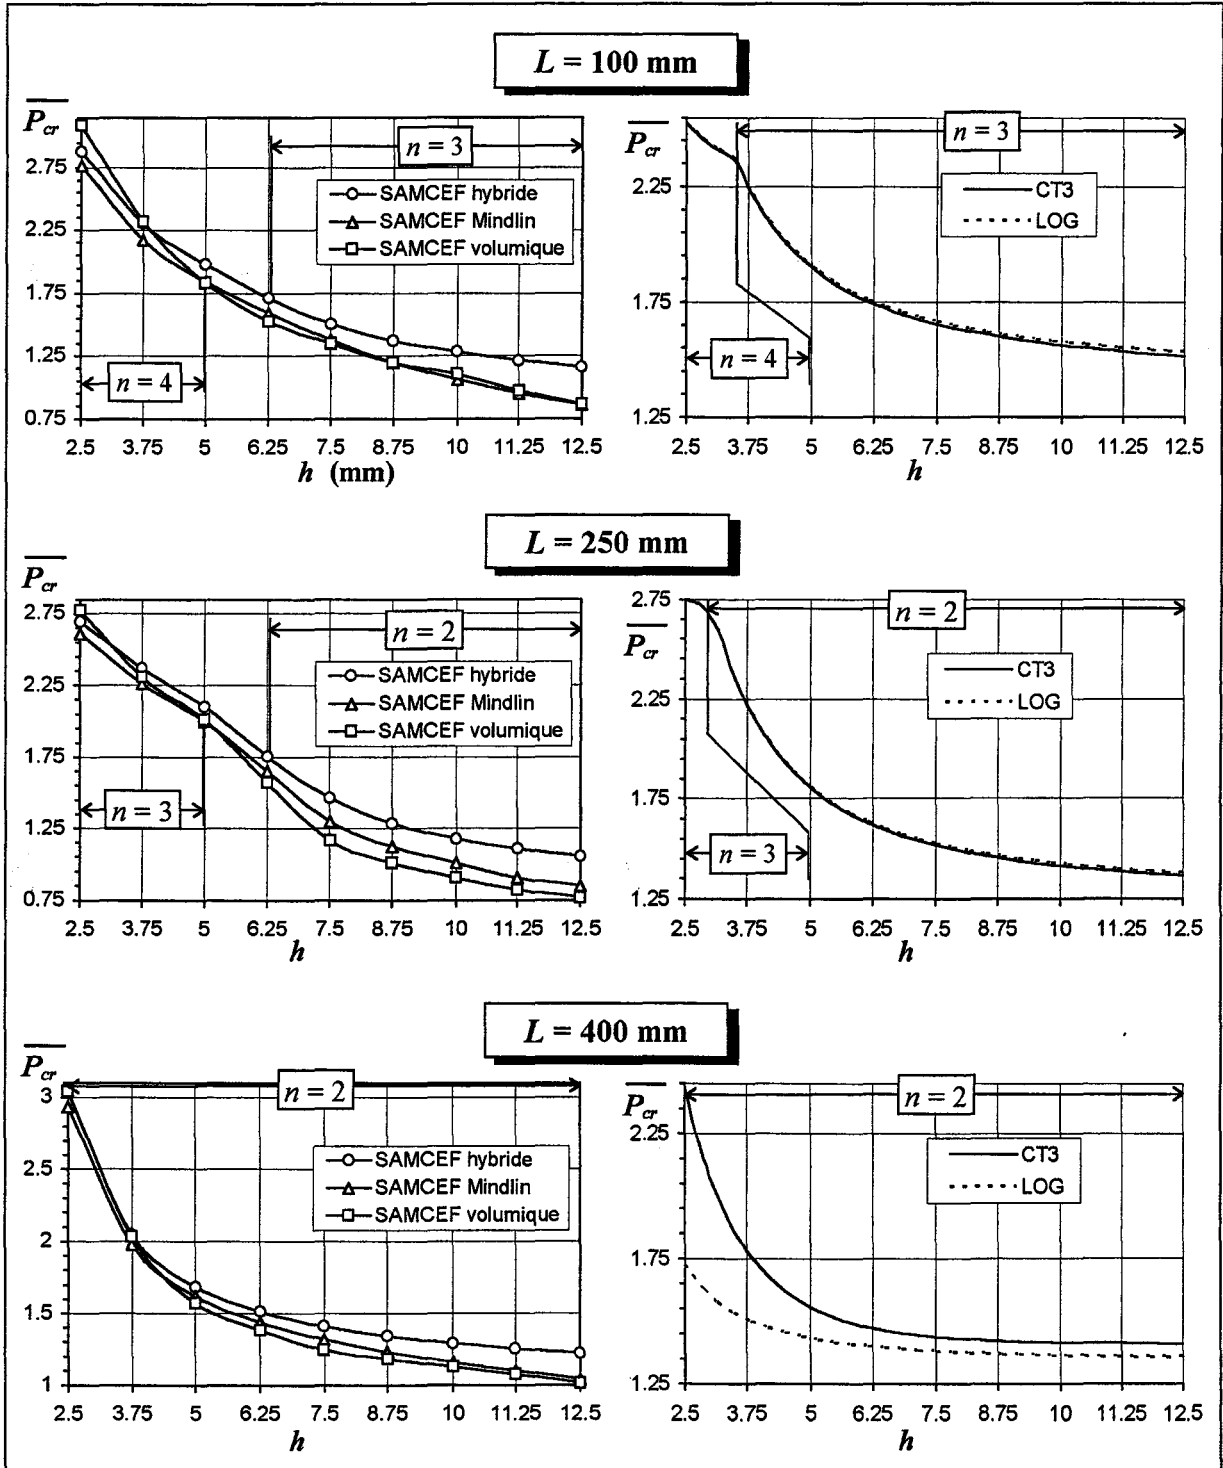 L = 100 mm
P_cr
2.75
2.25
1.75
1.25
0.75
n = 3
SAMCEF hybride
SAMCEF Mindlin
SAMCEF volumique
n = 4
2.5 3.75 5 6.25 7.5 8.75 10 11.25 12.5
h (mm)
P_cr
2.25
1.75
1.25
n = 3
CT3
LOG
n = 4
2.5 3.75 5 6.25 7.5 8.75 10 11.25 12.5
h
L = 250 mm
P_cr
2.75
2.25
1.75
1.25
0.75
n = 2
SAMCEF hybride
SAMCEF Mindlin
SAMCEF volumique
n = 3
2.5 3.75 5 6.25 7.5 8.75 10 11.25 12.5
h
2.75
P_cr
2.25
1.75
1.25
n = 2
CT3
LOG
n = 3
2.5 3.75 5 6.25 7.5 8.75 10 11.25 12.5
h
L = 400 mm
P_cr
3
2.5
2
1.5
1
n = 2
SAMCEF hybride
SAMCEF Mindlin
SAMCEF volumique
2.5 3.75 5 6.25 7.5 8.75 10 11.25 12.5
h
P_cr
2.25
1.75
1.25
n = 2
CT3
LOG
2.5 3.75 5 6.25 7.5 8.75 10 11.25 12.5
h